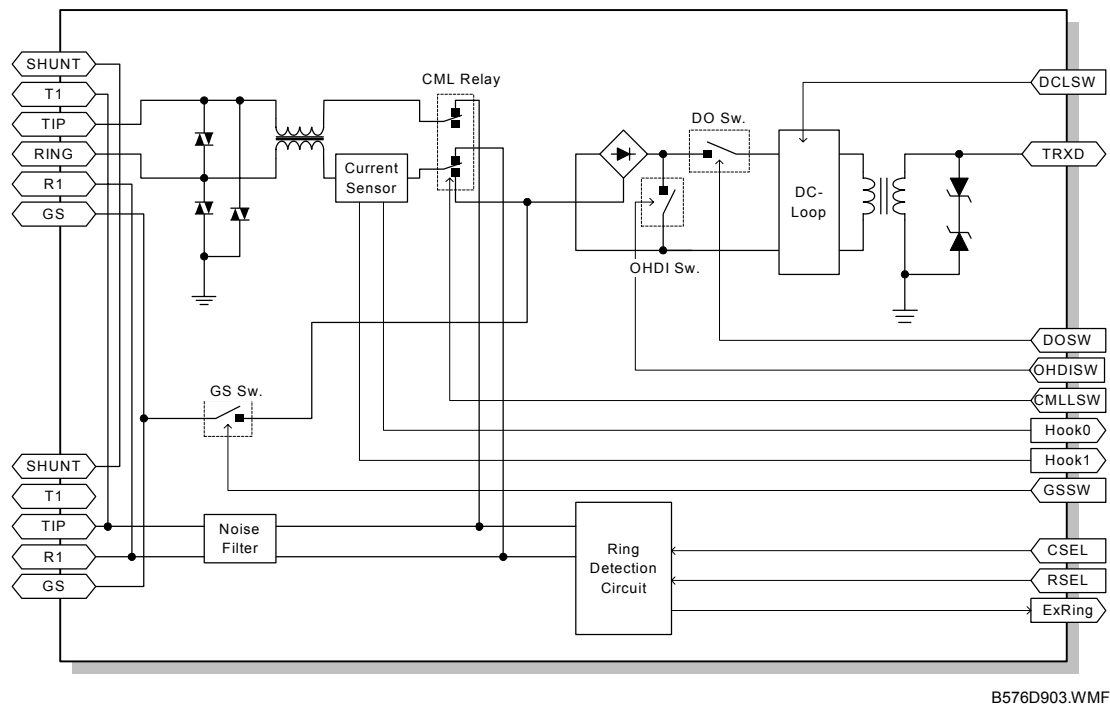 SHUNT
T1
TIP
RING
R1
GS
CML Relay
Current
Sensor
DO Sw.
OHDI Sw.
DC-
Loop
DCLSW
TRXD
DOSW
OHDISW
CMLLSW
Hook0
Hook1
GSSW
GS Sw.
SHUNT
T1
TIP
R1
GS
Noise
Filter
Ring
Detection
Circuit
CSEL
RSEL
ExRing
B576D903.WMF